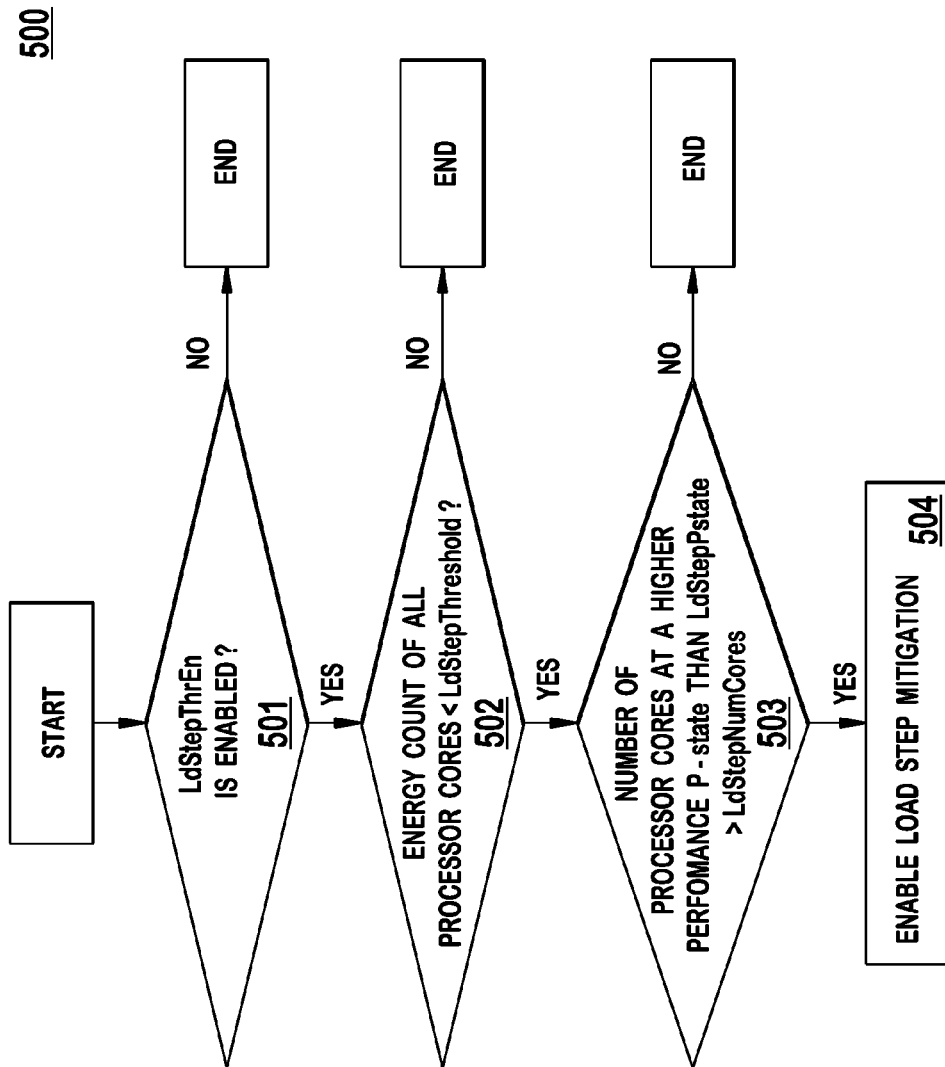 500
START
LdStepThrEn
IS ENABLED ?
501
NO
END
YES
ENERGY COUNT OF ALL
PROCESSOR CORES < LdStepThreshold ?
502
NO
END
YES
NUMBER OF
PROCESSOR CORES AT A HIGHER
PERFOMANCE P - state THAN LdStepPstate
> LdStepNumCores
503
NO
END
YES
ENABLE LOAD STEP MITIGATION
504